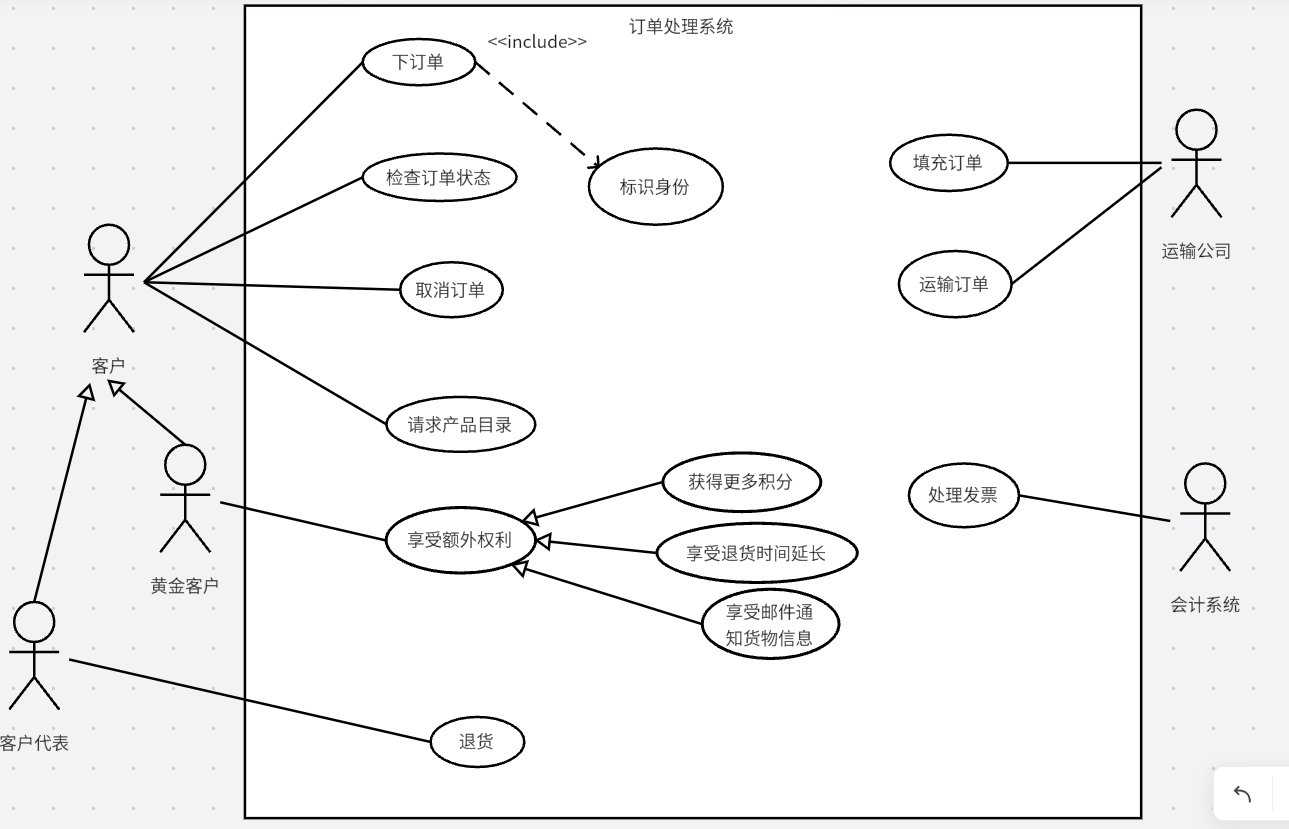 订单处理系统
<<include>>
下订单
检查订单状态
标识身份
填充订单
运输公司
取消订单
运输订单
客户
请求产品目录
获得更多积分
处理发票
享受额外权利
享受退货时间延长
黄金客户
享受邮件通
知货物信息
会计系统
客户代表
退货